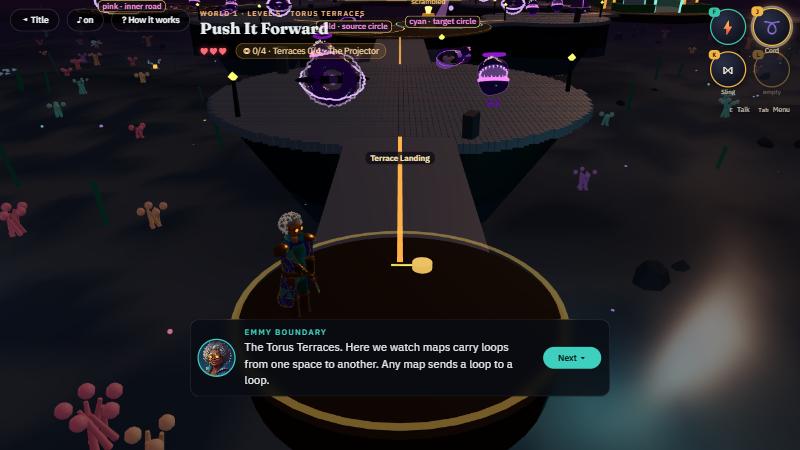 pink · inner road
Title
on
? How it works
WORLD 1 · LEVEL
TORUS TERRACES
Push It Forward
source circle
cyan · target circle
scrambled
0/4 · Terraces 0/4 · The Projector
F
J
Cord
K
L
Sling
empty
E Talk
Tab Menu
Terrace Landing
EMMY BOUNDARY
The Torus Terraces. Here we watch maps carry loops
from one space to another. Any map sends a loop to a
loop.
Next